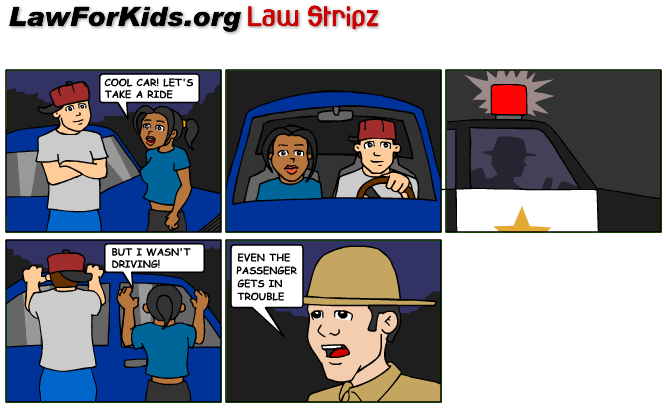 LawForKids.org Law Stripz
COOL CAR! LET'S
TAKE A RIDE
BUT I WASN'T
DRIVING!
EVEN THE
PASSENGER
GETS IN
TROUBLE